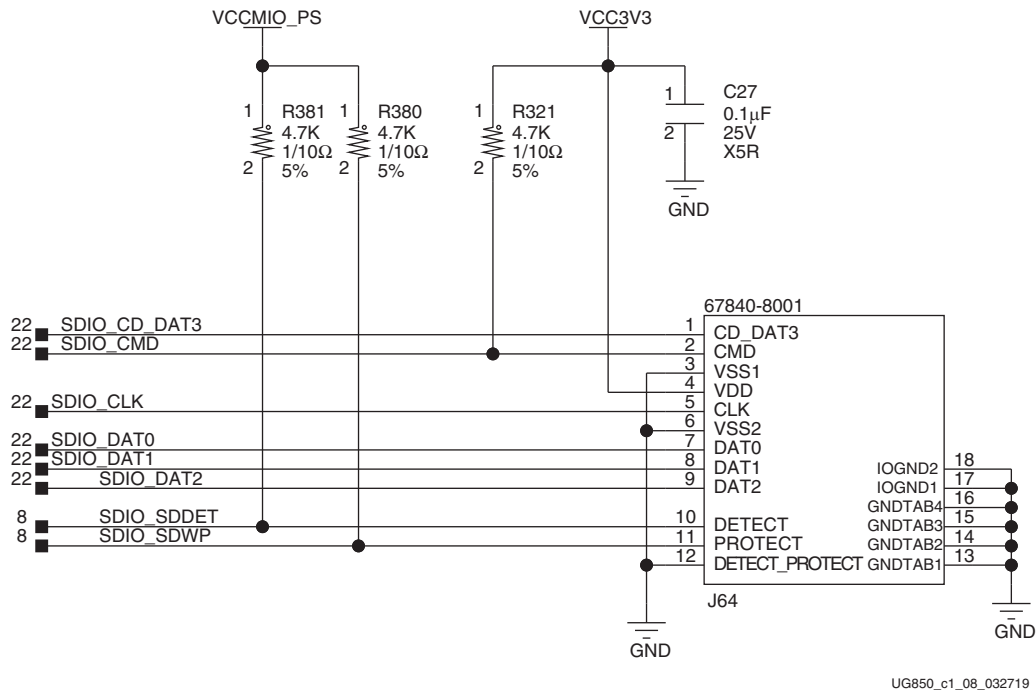 VCCMIO_PS
VCC3V3
1
R381
4.7K
1/10Ω
2
5%
1
R380
4.7K
1/10Ω
2
5%
1
R321
4.7K
1/10Ω
2
5%
1
C27
0.1μF
2
25V
X5R
GND
67840-8001
22 SDIO_CD_DAT3 1 CD_DAT3
22 SDIO_CMD 2 CMD
3 VSS1
4 VDD
22 SDIO_CLK 5 CLK
6 VSS2
22 SDIO_DAT0 7 DAT0
22 SDIO_DAT1 8 DAT1
22 SDIO_DAT2 9 DAT2
8 SDIO_SDDET 10 DETECT
8 SDIO_SDWP 11 PROTECT
12 DETECT_PROTECT
IOGND2 18
IOGND1 17
GNDTAB4 16
GNDTAB3 15
GNDTAB2 14
GNDTAB1 13
J64
GND
GND
UG850_c1_08_032719